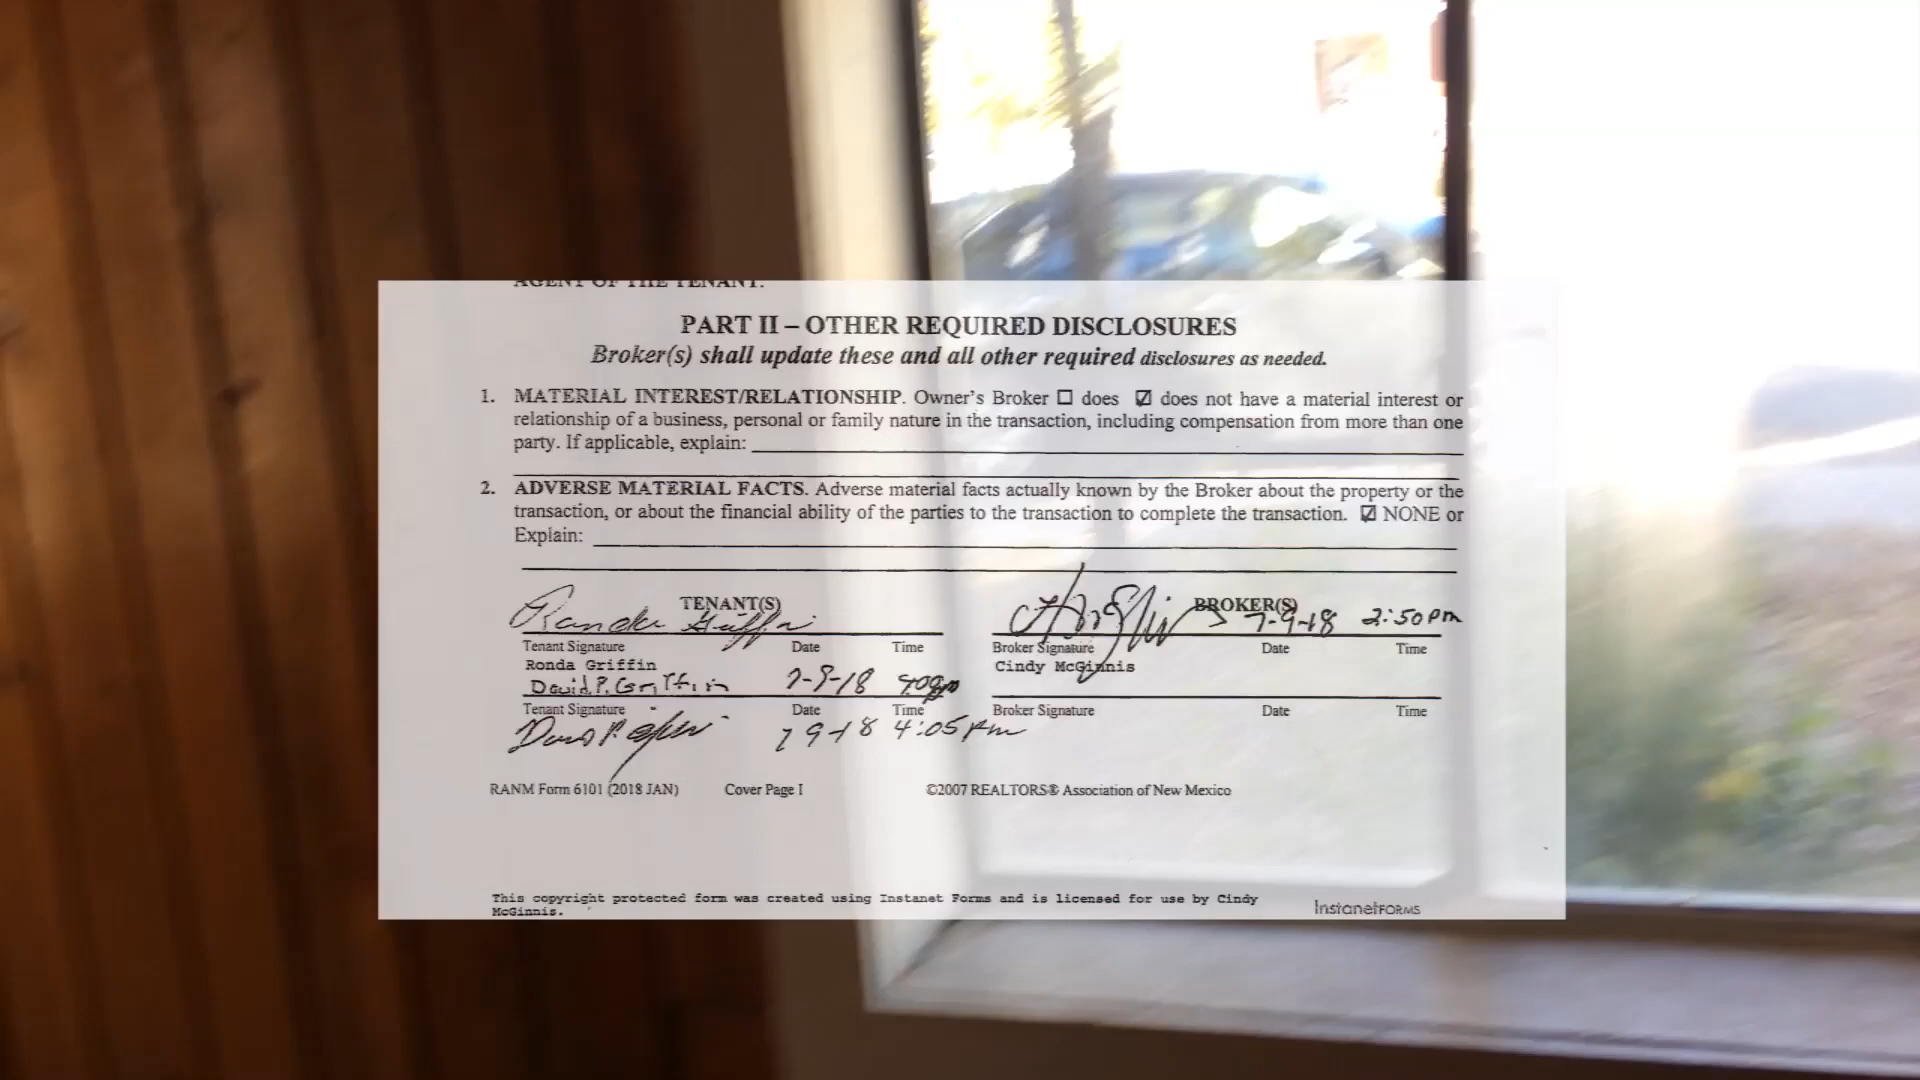 AGENT OF THE TENANT.
PART II – OTHER REQUIRED DISCLOSURES
Broker(s) shall update these and all other required disclosures as needed.
1. MATERIAL INTEREST/RELATIONSHIP. Owner's Broker ☐ does ☑ does not have a material interest or
relationship of a business, personal or family nature in the transaction, including compensation from more than one
party. If applicable, explain:
2. ADVERSE MATERIAL FACTS. Adverse material facts actually known by the Broker about the property or the
transaction, or about the financial ability of the parties to the transaction to complete the transaction. ☑ NONE or
Explain:
TENANT(S) BROKER(S)
Ronda Griffin 7-9-18 2:50pm
Tenant Signature Date Time Broker Signature Date Time
Ronda Griffin Cindy McGinnis
David P. Griffin 7-9-18
Tenant Signature Date Time Broker Signature Date Time
7 9-18 4:05 pm
RANM Form 6101 (2018 JAN) Cover Page I ©2007 REALTORS® Association of New Mexico
This copyright protected form was created using Instanet Forms and is licensed for use by Cindy
McGinnis. InstanetFORMS